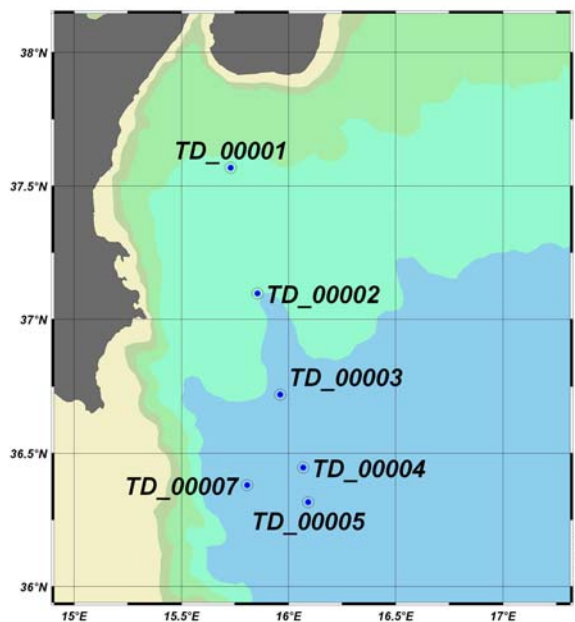 38°N
TD_00001
37.5°N
TD_00002
37°N
TD_00003
36.5°N
TD_00004
TD_00007
TD_00005
36°N
15°E 15.5°E 16°E 16.5°E 17°E